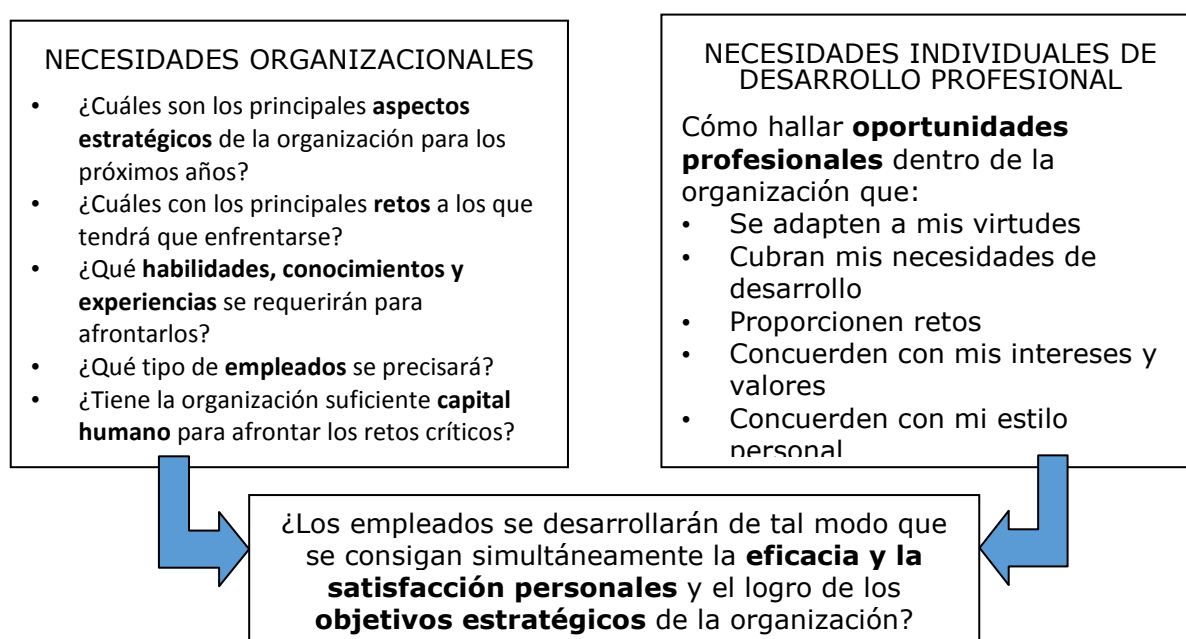 NECESIDADES ORGANIZACIONALES
• ¿Cuáles son los principales aspectos
estratégicos de la organización para los
próximos años?
• ¿Cuáles con los principales retos a los que
tendrá que enfrentarse?
• ¿Qué habilidades, conocimientos y
experiencias se requerirán para
afrontarlos?
• ¿Qué tipo de empleados se precisará?
• ¿Tiene la organización suficiente capital
humano para afrontar los retos críticos?
NECESIDADES INDIVIDUALES DE
DESARROLLO PROFESIONAL
Cómo hallar oportunidades
profesionales dentro de la
organización que:
• Se adapten a mis virtudes
• Cubran mis necesidades de
desarrollo
• Proporcionen retos
• Concuerden con mis intereses y
valores
• Concuerden con mi estilo
personal
¿Los empleados se desarrollarán de tal modo que
se consigan simultáneamente la eficacia y la
satisfacción personales y el logro de los
objetivos estratégicos de la organización?